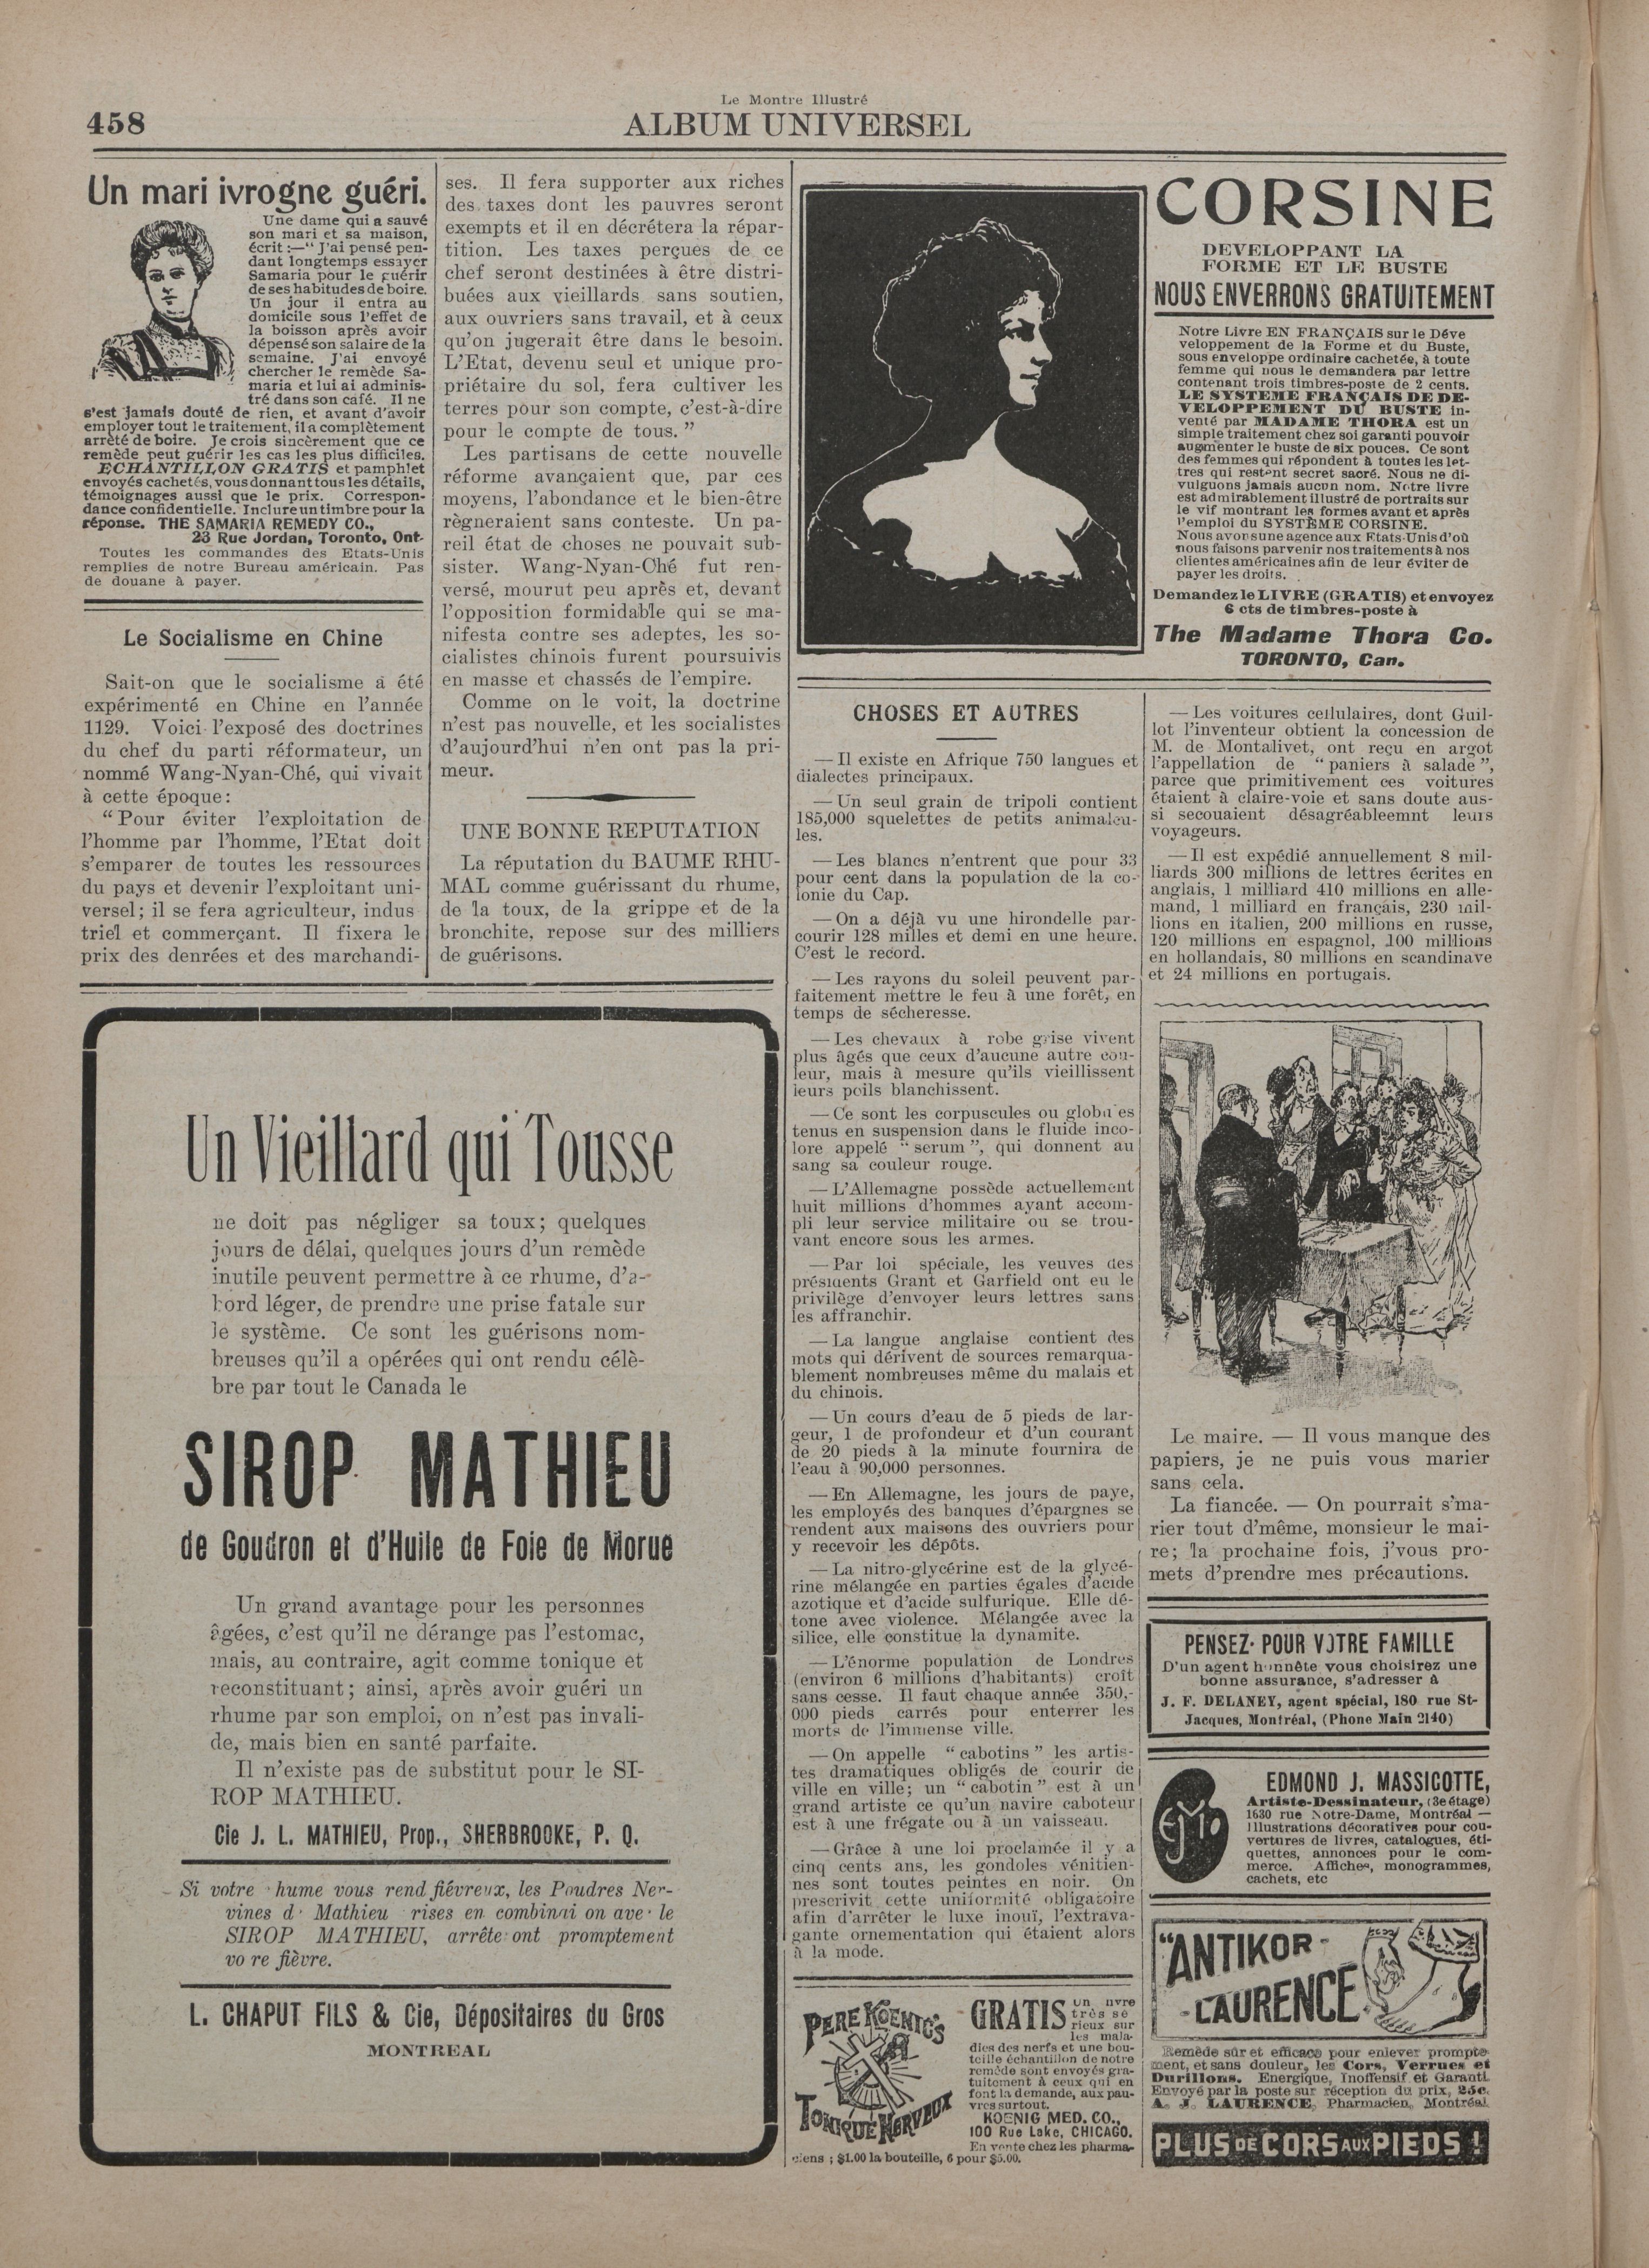 Le Montre Illustré
458
ALBUM UNIVERSEL
Un mari ivrogne guéri.
Une dame qui a sauvé
son mari et sa maison,
écrit :—“J'ai pensé pen-
dant longtemps essayer
Samaria pour le guérir
de ses habitudes de boire.
Un jour il entra au
domicile sous l'effet de
la boisson après avoir
dépensé son salaire de la
semaine. J'ai envoyé
chercher le remède Sa-
maria et lui ai adminis-
tré dans son café. Il ne
s'est jamais douté de rien, et avant d'avoir
employer tout le traitement, il a complètement
arrêté de boire. Je crois sincèrement que ce
remède peut guérir les cas les plus difficiles.
ECHANTILLON GRATIS et pamphlet
envoyés cachetés, vous donnant tous les détails,
témoignages aussi que le prix. Correspon-
dance confidentielle. Inclure un timbre pour la
réponse. THE SAMARIA REMEDY CO.,
23 Rue Jordan, Toronto, Ont-
Toutes les commandes des Etats-Unis
remplies de notre Bureau américain. Pas
de douane à payer.
Le Socialisme en Chine
Sait-on que le socialisme a été
expérimenté en Chine en l'année
1129. Voici l'exposé des doctrines
du chef du parti réformateur, un
nommé Wang-Nyan-Ché, qui vivait
à cette époque:
“Pour éviter l'exploitation de
l'homme par l'homme, l'Etat doit
s'emparer de toutes les ressources
du pays et devenir l'exploitant uni-
versel; il se fera agriculteur, indus
triel et commerçant. Il fixera le
prix des denrées et des marchandi-
ses. Il fera supporter aux riches
des taxes dont les pauvres seront
exempts et il en décrétera la répar-
tition. Les taxes perçues de ce
chef seront destinées à être distri-
buées aux vieillards sans soutien,
aux ouvriers sans travail, et à ceux
qu'on jugerait être dans le besoin.
L'Etat, devenu seul et unique pro-
priétaire du sol, fera cultiver les
terres pour son compte, c'est-à-dire
pour le compte de tous.”
Les partisans de cette nouvelle
réforme avançaient que, par ces
moyens, l'abondance et le bien-être
règneraient sans conteste. Un pa-
reil état de choses ne pouvait sub-
sister. Wang-Nyan-Ché fut ren-
versé, mourut peu après et, devant
l'opposition formidable qui se ma-
nifesta contre ses adeptes, les so-
cialistes chinois furent poursuivis
en masse et chassés de l'empire.
Comme on le voit, la doctrine
n'est pas nouvelle, et les socialistes
d'aujourd'hui n'en ont pas la pri-
meur.
UNE BONNE REPUTATION
La réputation du BAUME RHU-
MAL comme guérissant du rhume,
de la toux, de la grippe et de la
bronchite, repose sur des milliers
de guérisons.
CORSINE
DEVELOPPANT LA
FORME ET LE BUSTE
NOUS ENVERRONS GRATUITEMENT
Notre Livre EN FRANÇAIS sur le Déve
veloppement de la Forme et du Buste,
sous enveloppe ordinaire cachetée, à toute
femme qui nous le demandera par lettre
contenant trois timbres-poste de 2 cents.
LE SYSTEME FRANÇAIS DE DE-
VELOPPEMENT DU BUSTE in-
venté par MADAME THORA est un
simple traitement chez soi garanti pouvoir
augmenter le buste de six pouces. Ce sont
des femmes qui répondent à toutes les let-
tres qui restent secret sacré. Nous ne di-
vulguons jamais aucun nom. Notre livre
est admirablement illustré de portraits sur
le vif montrant les formes avant et après
l'emploi du SYSTÈME CORSINE.
Nous avons une agence aux Etats-Unis d'où
nous faisons parvenir nos traitements à nos
clientes américaines afin de leur éviter de
payer les droits.
Demandez le LIVRE (GRATIS) et envoyez
6 cts de timbres-poste à
The Madame Thora Co.
TORONTO, Can.
CHOSES ET AUTRES
—Il existe en Afrique 750 langues et
dialectes principaux.
—Un seul grain de tripoli contient
185,000 squelettes de petits animalcu-
les.
—Les blancs n'entrent que pour 33
pour cent dans la population de la co-
lonie du Cap.
—On a déjà vu une hirondelle par-
courir 128 milles et demi en une heure.
C'est le record.
—Les rayons du soleil peuvent par-
faitement mettre le feu à une forêt, en
temps de sécheresse.
—Les chevaux à robe grise vivent
plus âgés que ceux d'aucune autre cou-
leur, mais à mesure qu'ils vieillissent
leurs poils blanchissent.
—Ce sont les corpuscules ou globules
tenus en suspension dans le fluide inco-
lore appelé “serum”, qui donnent au
sang sa couleur rouge.
—L'Allemagne possède actuellement
huit millions d'hommes ayant accom-
pli leur service militaire ou se trou-
vant encore sous les armes.
—Par loi spéciale, les veuves des
présidents Grant et Garfield ont eu le
privilège d'envoyer leurs lettres sans
les affranchir.
—La langue anglaise contient des
mots qui dérivent de sources remarqua-
blement nombreuses même du malais et
du chinois.
—Un cours d'eau de 5 pieds de lar-
geur, 1 de profondeur et d'un courant
de 20 pieds à la minute fournira de
l'eau à 90,000 personnes.
—En Allemagne, les jours de paye,
les employés des banques d'épargnes se
rendent aux maisons des ouvriers pour
y recevoir les dépôts.
—La nitro-glycérine est de la glycé-
rine mélangée en parties égales d'acide
azotique et d'acide sulfurique. Elle dé-
tone avec violence. Mélangée avec la
silice, elle constitue la dynamite.
—L'énorme population de Londres
(environ 6 millions d'habitants) croît
sans cesse. Il faut chaque année 350,-
000 pieds carrés pour enterrer les
morts de l'immense ville.
—On appelle “cabotins” les artis-
tes dramatiques obligés de courir de
ville en ville; un “cabotin” est à un
grand artiste ce qu'un navire caboteur
est à une frégate ou à un vaisseau.
—Grâce à une loi proclamée il y a
cinq cents ans, les gondoles vénitien-
nes sont toutes peintes en noir. On
prescrivit cette uniformité obligatoire
afin d'arrêter le luxe inouï, l'extrava-
gante ornementation qui étaient alors
à la mode.
—Les voitures cellulaires, dont Guil-
lot l'inventeur obtient la concession de
M. de Montalivet, ont reçu en argot
l'appellation de “paniers à salade”,
parce que primitivement ces voitures
étaient à claire-voie et sans doute aus-
si secouaient désagréableemnt leurs
voyageurs.
—Il est expédié annuellement 8 mil-
liards 300 millions de lettres écrites en
anglais, 1 milliard 410 millions en alle-
mand, 1 milliard en français, 230 mil-
lions en italien, 200 millions en russe,
120 millions en espagnol, 100 millions
en hollandais, 80 millions en scandinave
et 24 millions en portugais.
Le maire. — Il vous manque des
papiers, je ne puis vous marier
sans cela.
La fiancée. — On pourrait s'ma-
rier tout d'même, monsieur le mai-
re; la prochaine fois, j'vous pro-
mets d'prendre mes précautions.
Un Vieillard qui Tousse
ne doit pas négliger sa toux; quelques
jours de délai, quelques jours d'un remède
inutile peuvent permettre à ce rhume, d'a-
bord léger, de prendre une prise fatale sur
le système. Ce sont les guérisons nom-
breuses qu'il a opérées qui ont rendu célè-
bre par tout le Canada le
SIROP MATHIEU
de Goudron et d'Huile de Foie de Morue
Un grand avantage pour les personnes
âgées, c'est qu'il ne dérange pas l'estomac,
mais, au contraire, agit comme tonique et
reconstituant; ainsi, après avoir guéri un
rhume par son emploi, on n'est pas invali-
de, mais bien en santé parfaite.
Il n'existe pas de substitut pour le SI-
ROP MATHIEU.
Cie J. L. MATHIEU, Prop., SHERBROOKE, P. Q.
Si votre hume vous rend fiévreux, les Poudres Ner-
vines d Mathieu rises en combinai on ave le
SIROP MATHIEU, arrête ont promptement
vo re fièvre.
L. CHAPUT FILS & Cie, Dépositaires du Gros
MONTREAL
PERE KOENIG'S
TONIQUE NERVEUX
GRATIS un livre
très sé
rieux sur
les mala-
dies des nerfs et une bou-
teille échantillon de notre
remède sont envoyés gra-
tuitement à ceux qui en
font la demande, aux pau-
vres surtout.
KOENIG MED. CO.,
100 Rue Lake, CHICAGO.
En vente chez les pharma-
ciens ; $1.00 la bouteille, 6 pour $5.00.
PENSEZ POUR VOTRE FAMILLE
D'un agent honnête vous choisirez une
bonne assurance, s'adresser à
J. F. DELANEY, agent spécial, 180 rue St-
Jacques, Montréal, (Phone Main 2140)
EJM
EDMOND J. MASSICOTTE,
Artiste-Dessinateur, (3e étage)
1630 rue Notre-Dame, Montréal —
Illustrations décoratives pour cou-
vertures de livres, catalogues, éti-
quettes, annonces pour le com-
merce. Affiches, monogrammes,
cachets, etc
“ANTIKOR-
-LAURENCE
Remède sûr et efficace pour enlever prompte-
ment, et sans douleur, les Cors, Verrues et
Durillons. Energique, Inoffensif et Garanti.
Envoyé par la poste sur réception du prix, 25c.
A. J. LAURENCE, Pharmacien, Montréal.
PLUS DE CORS AUX PIEDS !